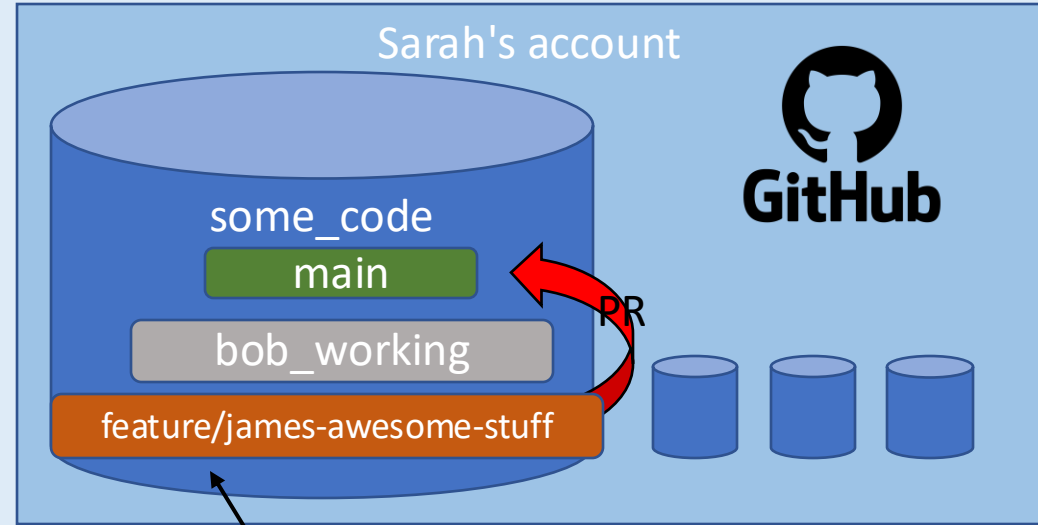 Sarah's account
GitHub
some_code
main
PR
bob_working
feature/james-awesome-stuff